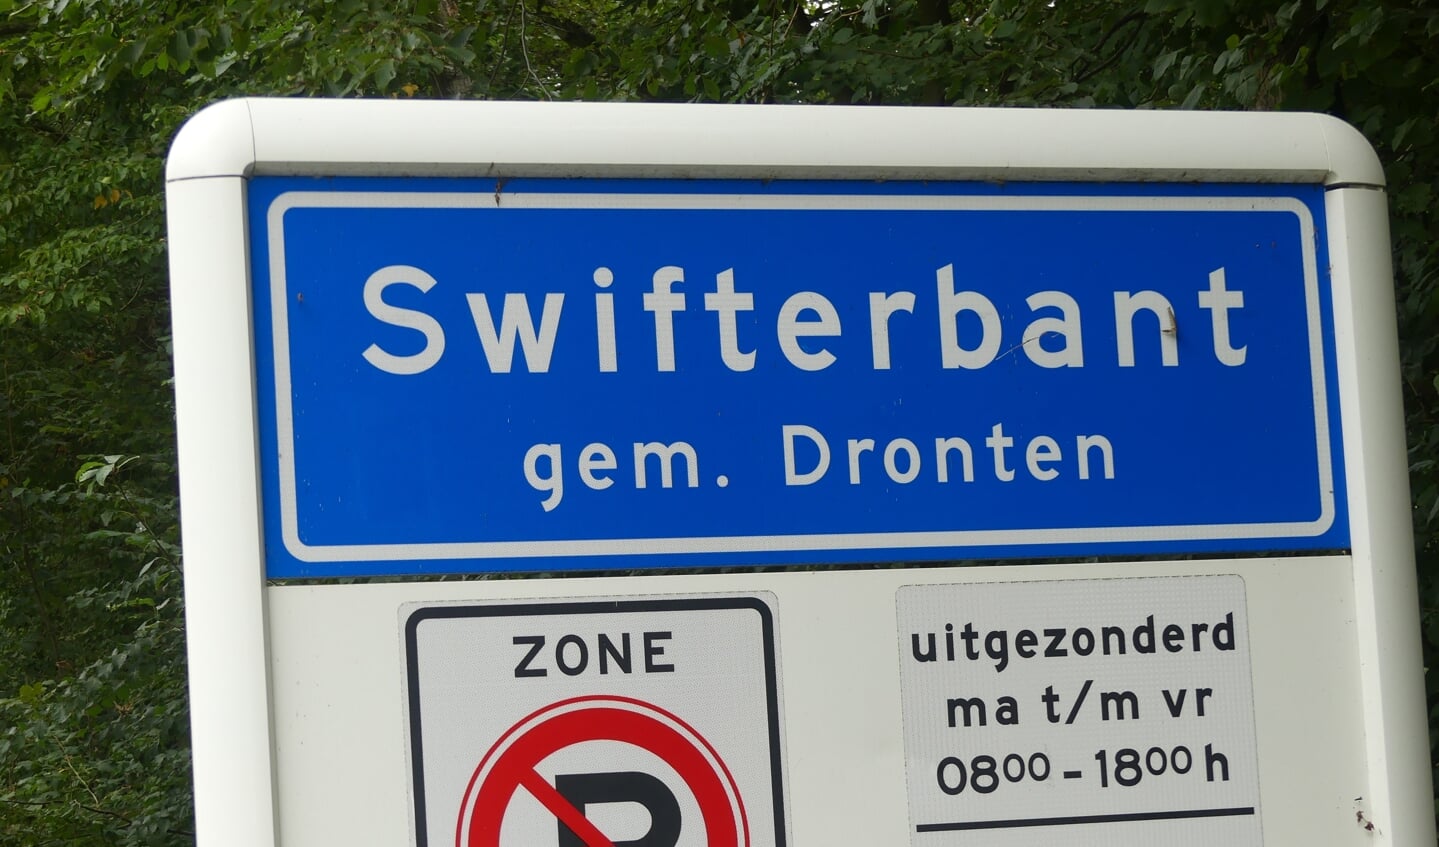 Swifterbant
gem. Dronten
ZONE
P
uitgezonderd
ma t/m vr
08⁰⁰ - 18⁰⁰ h